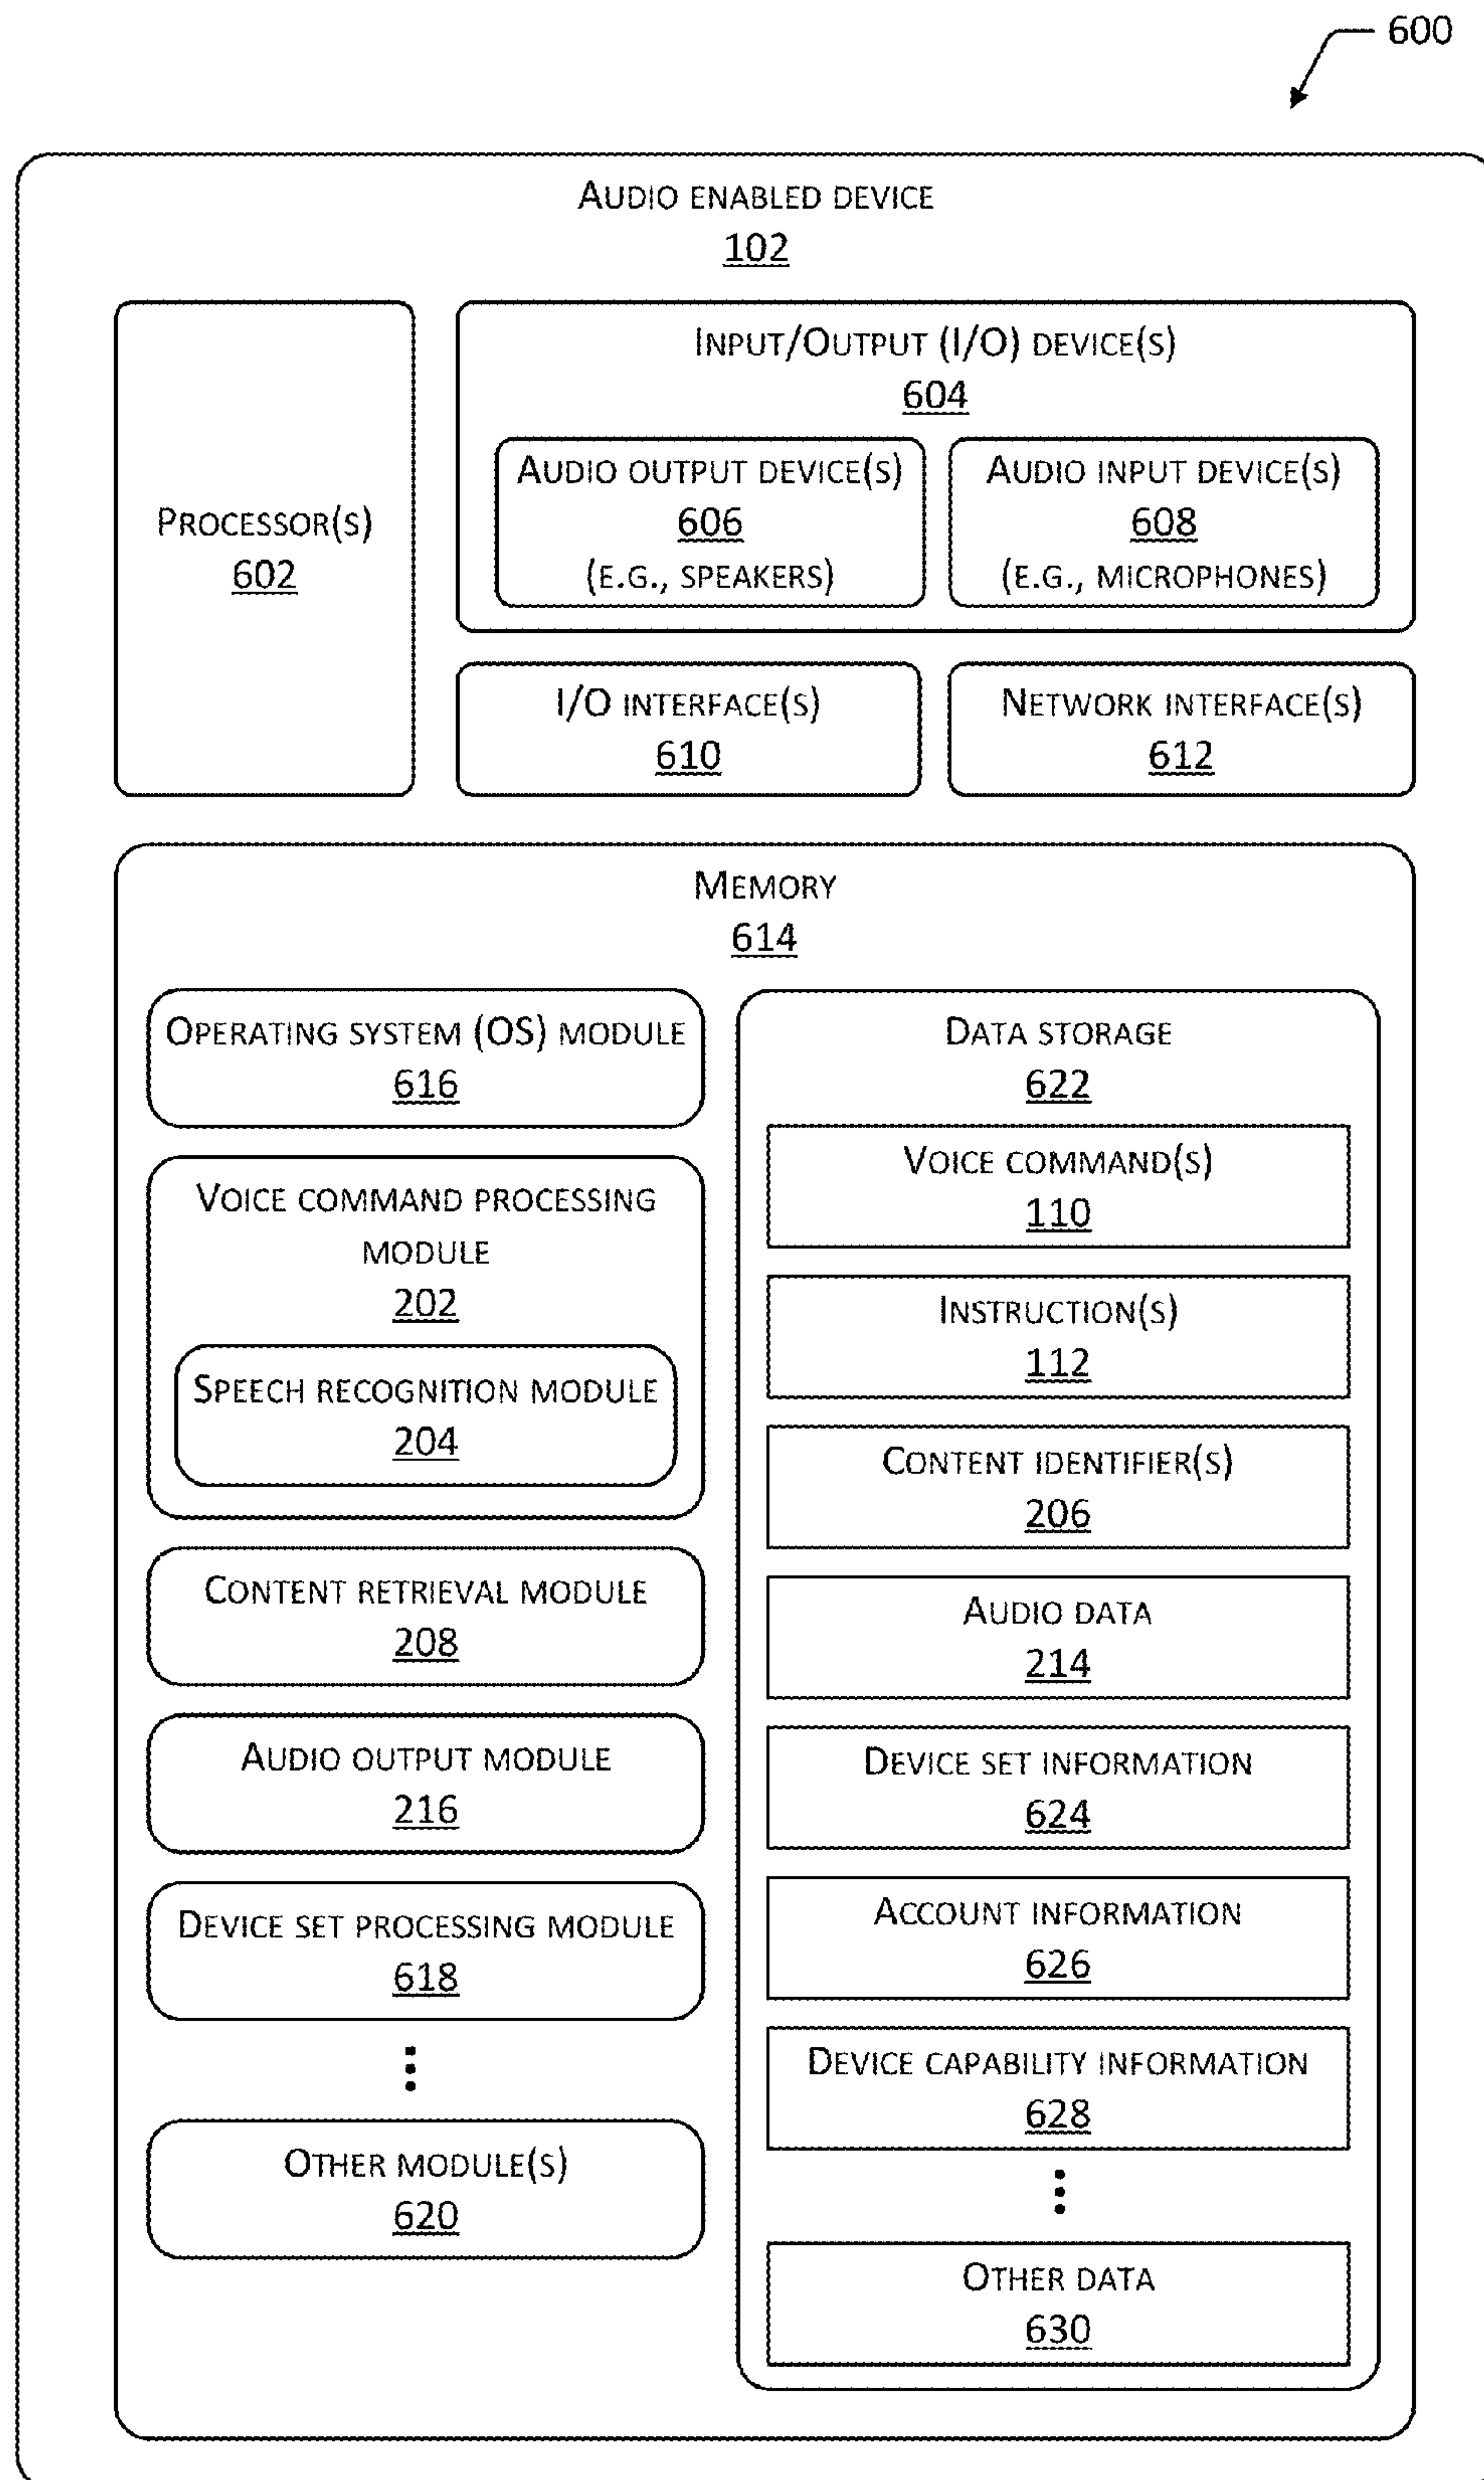 600
Audio enabled device
102
Processor(s)
602
Input/Output (I/O) device(s)
604
Audio output device(s)
606
(e.g., speakers)
Audio input device(s)
608
(e.g., microphones)
I/O interface(s)
610
Network interface(s)
612
Memory
614
Operating system (OS) module
616
Voice command processing
module
202
Speech recognition module
204
Content retrieval module
208
Audio output module
216
Device set processing module
618
Other module(s)
620
Data storage
622
Voice command(s)
110
Instruction(s)
112
Content identifier(s)
206
Audio data
214
Device set information
624
Account information
626
Device capability information
628
Other data
630